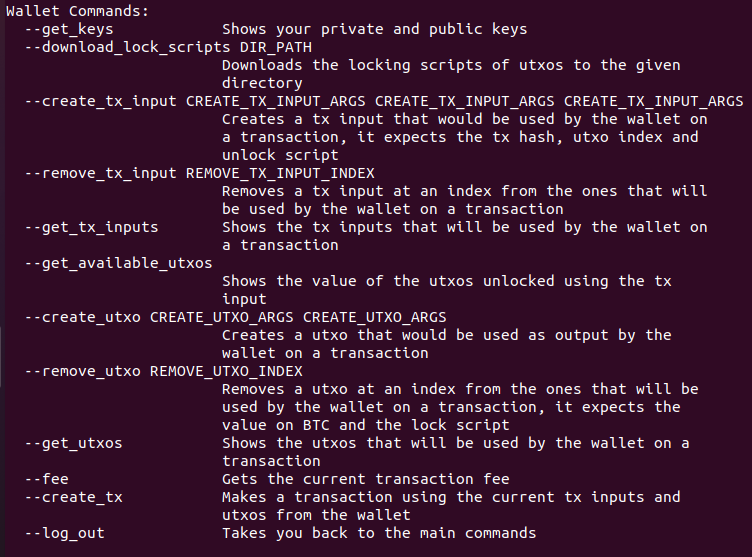 Wallet Commands:
--get_keys Shows your private and public keys
--download_lock_scripts DIR_PATH
Downloads the locking scripts of utxos to the given
directory
--create_tx_input CREATE_TX_INPUT_ARGS CREATE_TX_INPUT_ARGS CREATE_TX_INPUT_ARGS
Creates a tx input that would be used by the wallet on
a transaction, it expects the tx hash, utxo index and
unlock script
--remove_tx_input REMOVE_TX_INPUT_INDEX
Removes a tx input at an index from the ones that will
be used by the wallet on a transaction
--get_tx_inputs Shows the tx inputs that will be used by the wallet on
a transaction
--get_available_utxos
Shows the value of the utxos unlocked using the tx
input
--create_utxo CREATE_UTXO_ARGS CREATE_UTXO_ARGS
Creates a utxo that would be used as output by the
wallet on a transaction
--remove_utxo REMOVE_UTXO_INDEX
Removes a utxo at an index from the ones that will be
used by the wallet on a transaction, it expects the
value on BTC and the lock script
--get_utxos Shows the utxos that will be used by the wallet on a
transaction
--fee Gets the current transaction fee
--create_tx Makes a transaction using the current tx inputs and
utxos from the wallet
--log_out Takes you back to the main commands